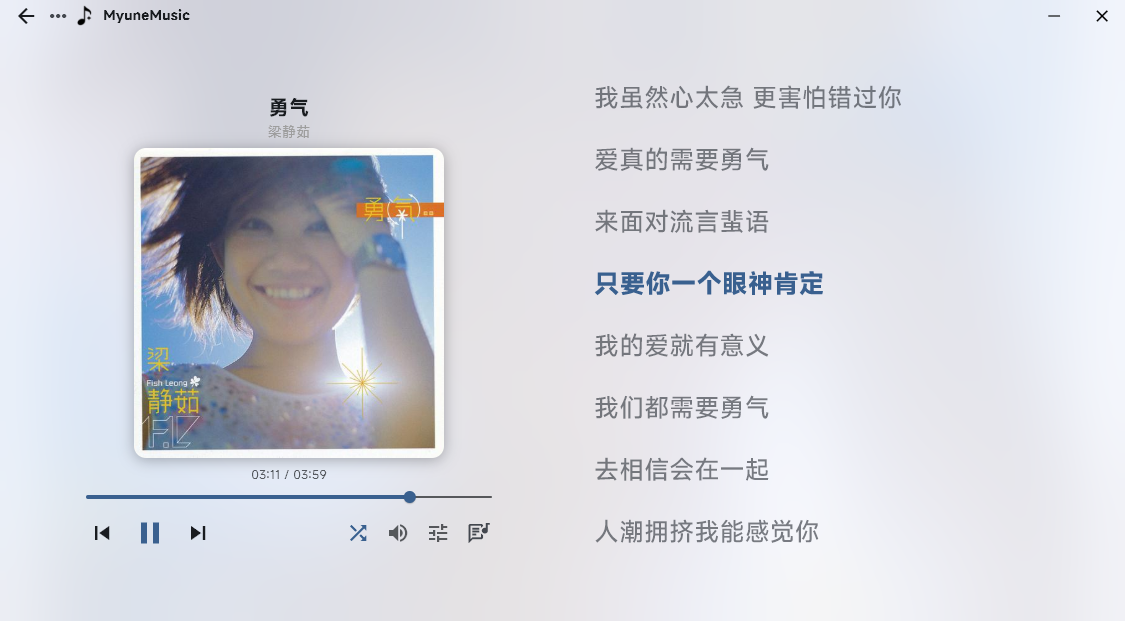 MyuneMusic
勇气
梁静茹
勇气
梁
Fish Leong
静茹
03:11 / 03:59
我虽然心太急 更害怕错过你
爱真的需要勇气
来面对流言蜚语
只要你一个眼神肯定
我的爱就有意义
我们都需要勇气
去相信会在一起
人潮拥挤我能感觉你